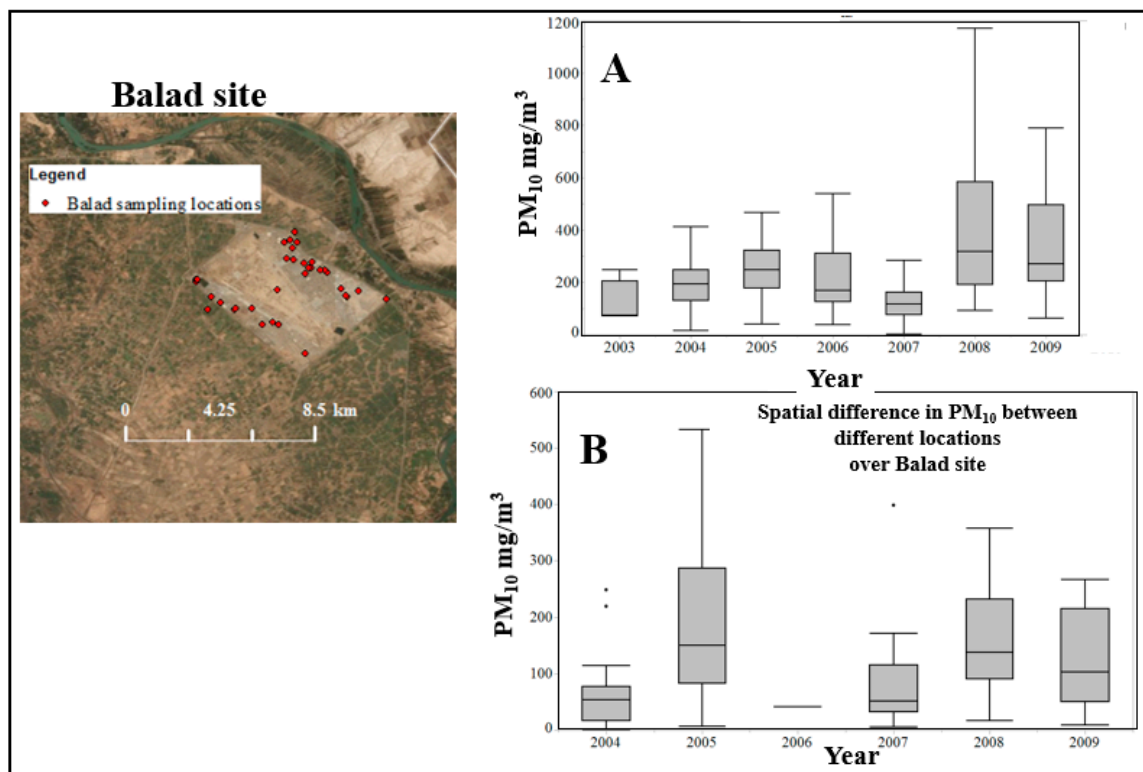 Balad site
Legend
Balad sampling locations
0 4.25 8.5 km
A
PM₁₀ mg/m³
1200
1000
800
600
400
200
0
2003 2004 2005 2006 2007 2008 2009
Year
B
Spatial difference in PM₁₀ between
different locations
over Balad site
PM₁₀ mg/m³
600
500
400
300
200
100
0
2004 2005 2006 2007 2008 2009
Year